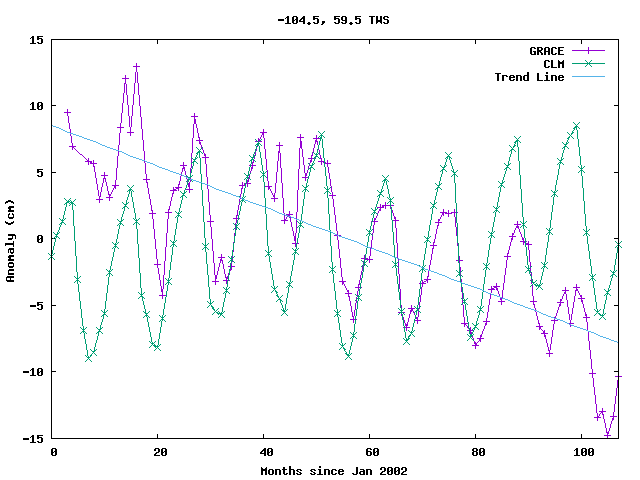 -104.5, 59.5 TWS
GRACE
CLM
Trend Line
15
10
5
0
-5
-10
-15
Anomaly (cm)
0 20 40 60 80 100
Months since Jan 2002